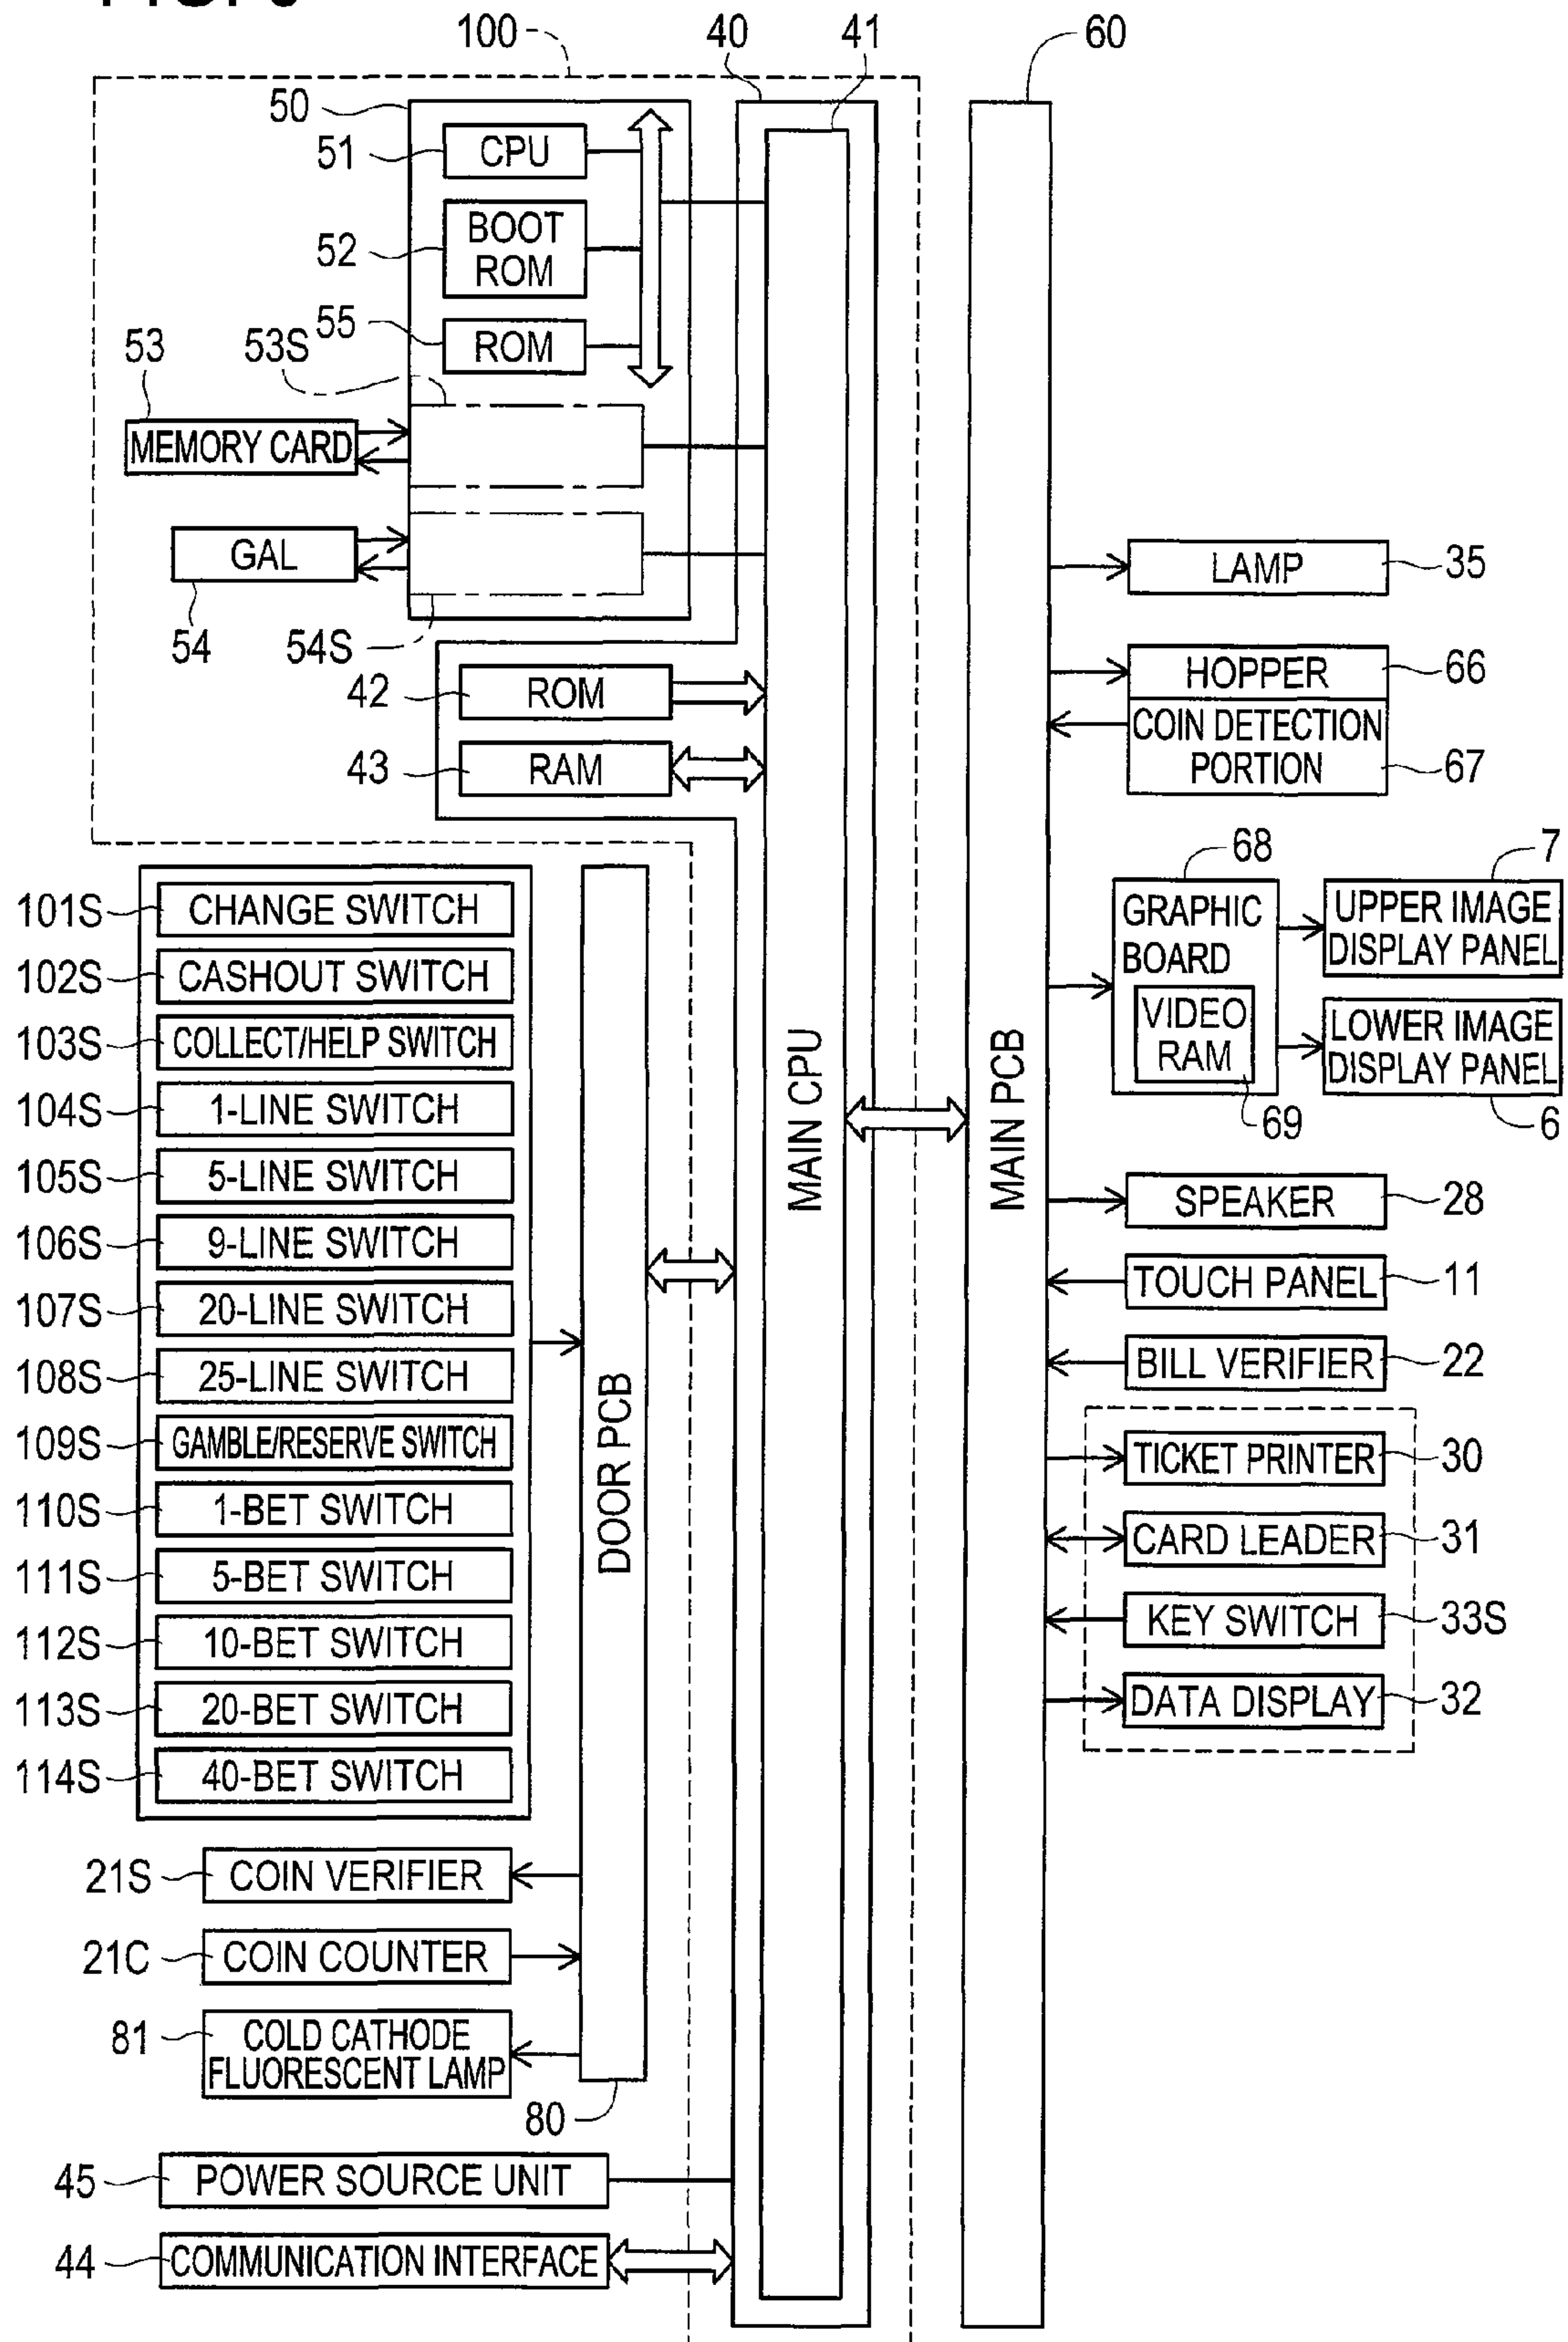 100
40
41
60
50
51
CPU
52
BOOT
ROM
55
ROM
53
53S
MEMORY CARD
GAL
54
54S
42
ROM
43
RAM
LAMP
35
HOPPER
66
COIN DETECTION
PORTION
67
68
7
GRAPHIC
BOARD
UPPER IMAGE
DISPLAY PANEL
VIDEO
RAM
LOWER IMAGE
DISPLAY PANEL
69
6
MAIN CPU
MAIN PCB
SPEAKER
28
TOUCH PANEL
11
BILL VERIFIER
22
TICKET PRINTER
30
CARD LEADER
31
KEY SWITCH
33S
DATA DISPLAY
32
101S
CHANGE SWITCH
102S
CASHOUT SWITCH
103S
COLLECT/HELP SWITCH
104S
1-LINE SWITCH
105S
5-LINE SWITCH
106S
9-LINE SWITCH
107S
20-LINE SWITCH
108S
25-LINE SWITCH
109S
GAMBLE/RESERVE SWITCH
110S
1-BET SWITCH
111S
5-BET SWITCH
112S
10-BET SWITCH
113S
20-BET SWITCH
114S
40-BET SWITCH
DOOR PCB
21S
COIN VERIFIER
21C
COIN COUNTER
81
COLD CATHODE
FLUORESCENT LAMP
80
45
POWER SOURCE UNIT
44
COMMUNICATION INTERFACE